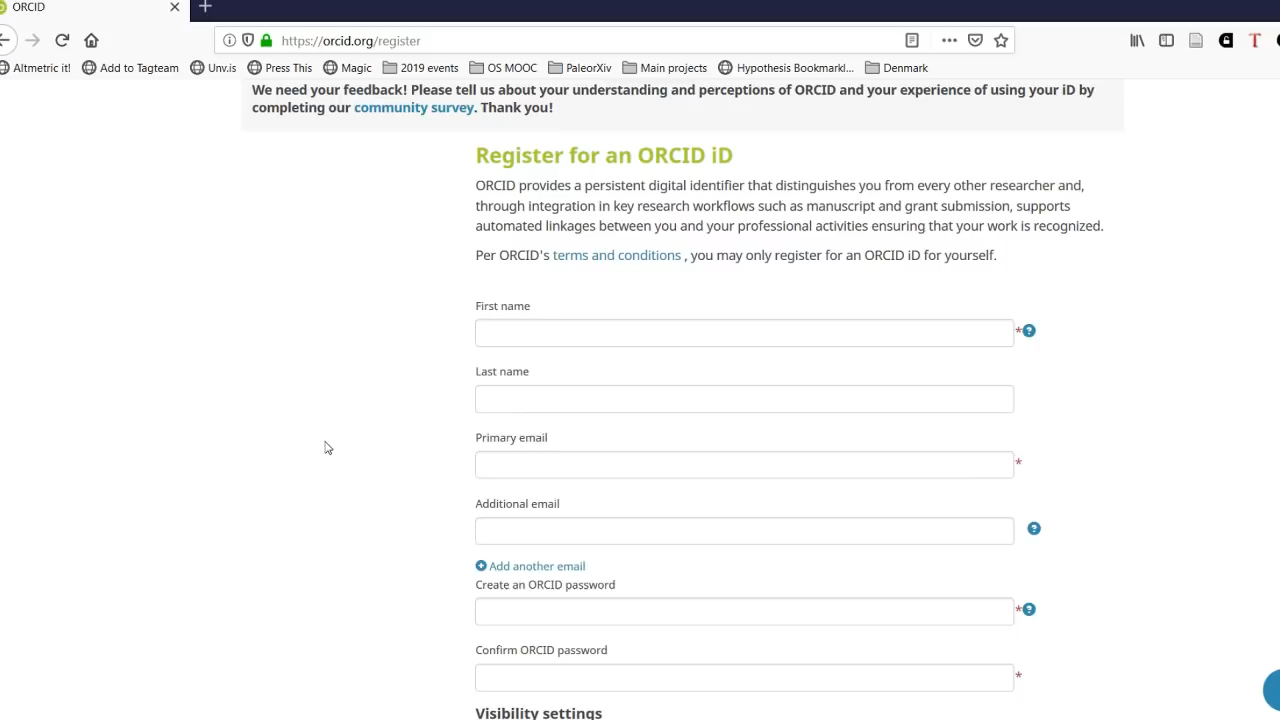 ORCID
https://orcid.org/register
Altmetric it! Add to Tagteam Unv.is Press This Magic 2019 events OS MOOC PaleorXiv Main projects Hypothesis Bookmarkl... Denmark
We need your feedback! Please tell us about your understanding and perceptions of ORCID and your experience of using your iD by
completing our community survey. Thank you!
Register for an ORCID iD
ORCID provides a persistent digital identifier that distinguishes you from every other researcher and,
through integration in key research workflows such as manuscript and grant submission, supports
automated linkages between you and your professional activities ensuring that your work is recognized.
Per ORCID's terms and conditions , you may only register for an ORCID iD for yourself.
First name
*
Last name
Primary email
*
Additional email
Add another email
Create an ORCID password
*
Confirm ORCID password
*
Visibility settings